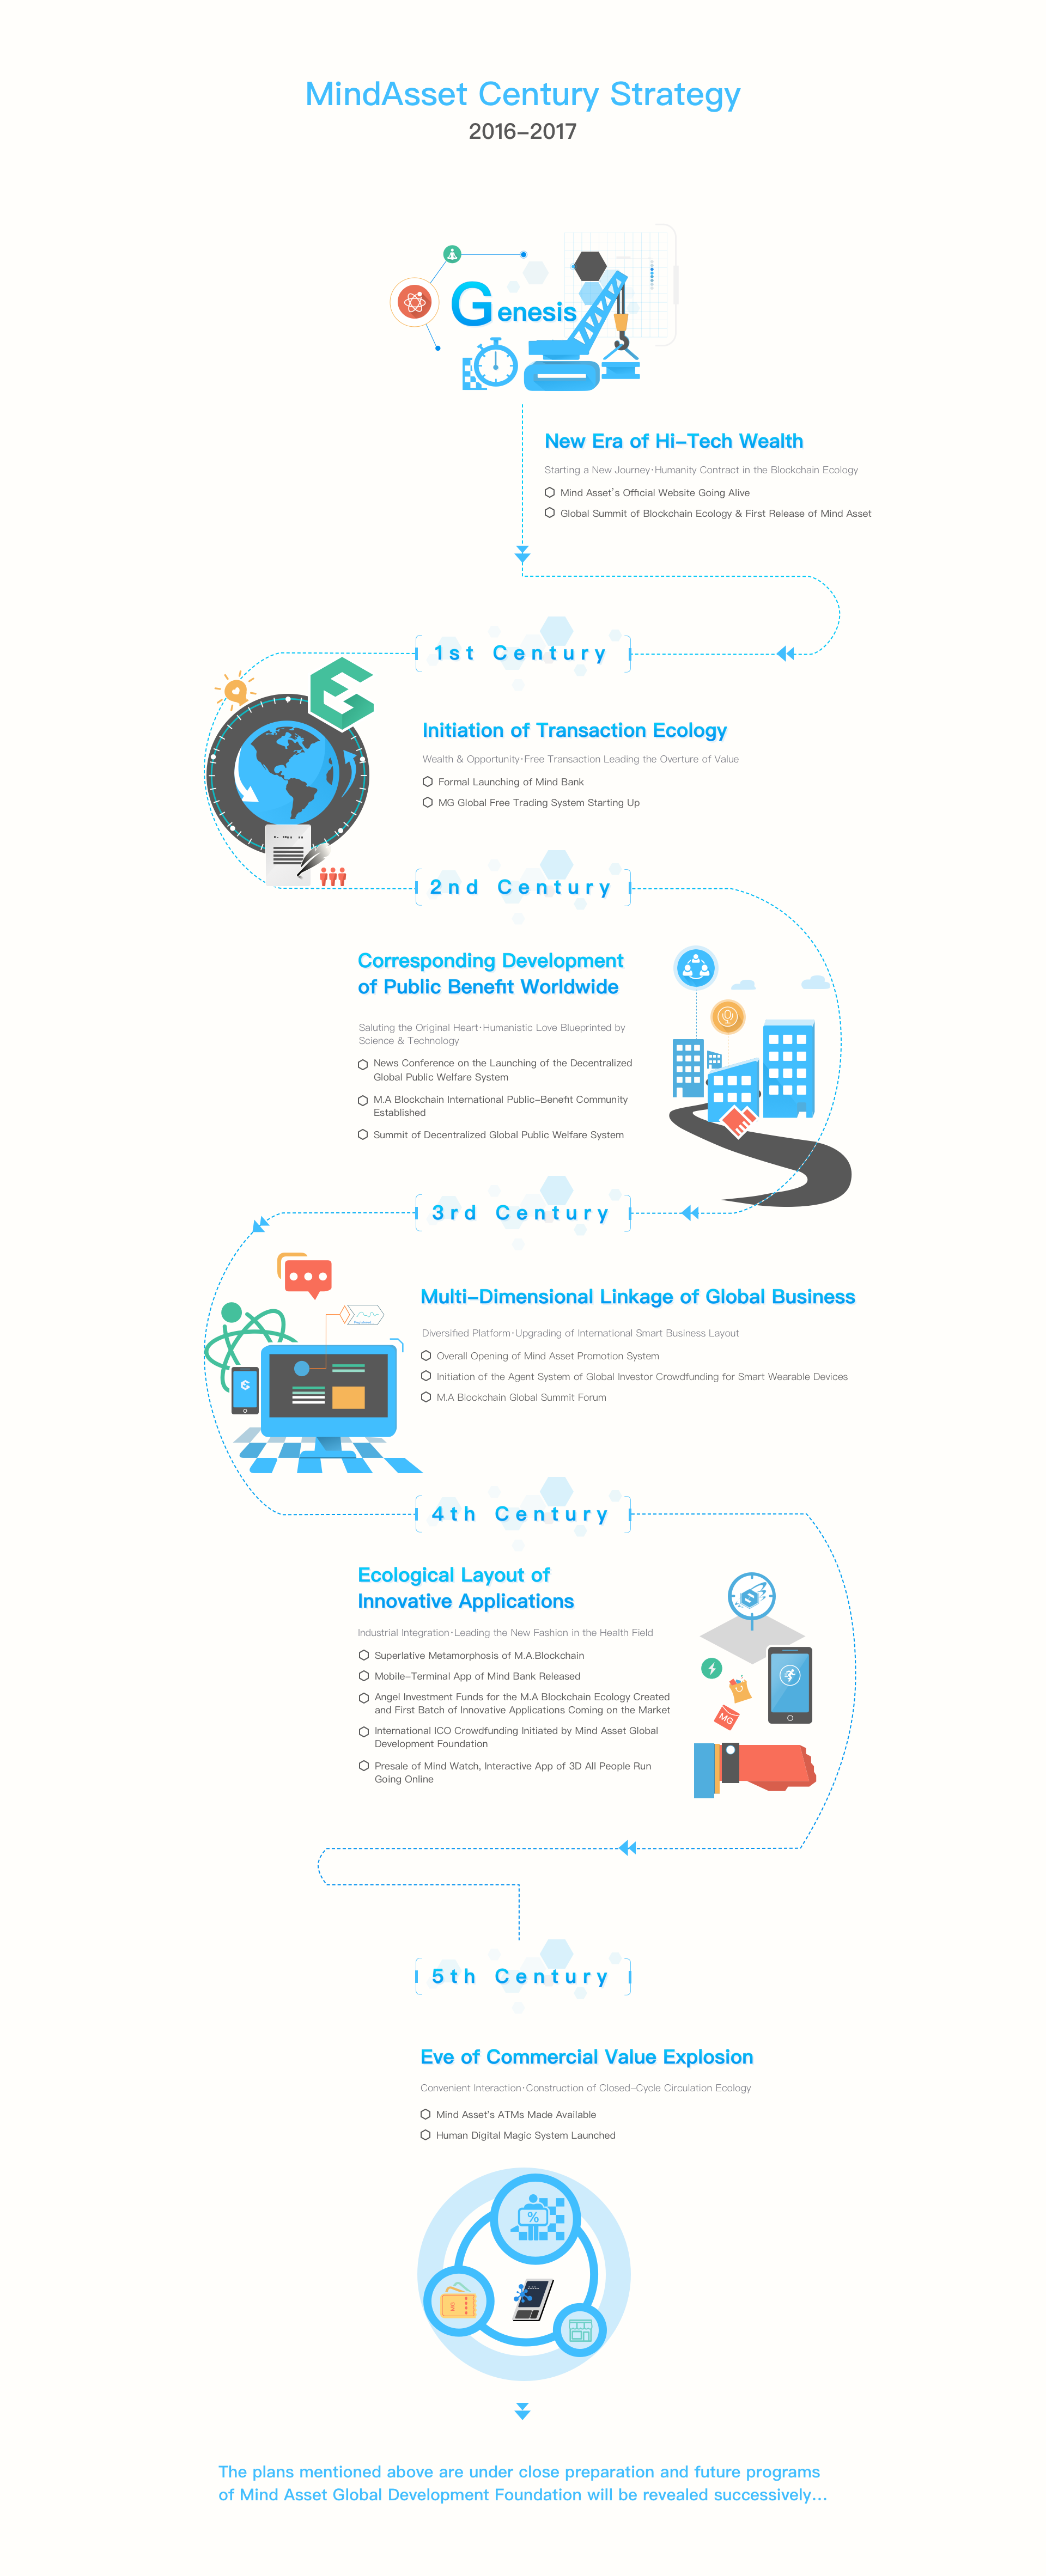 MindAsset Century Strategy
2016-2017
Genesis
New Era of Hi-Tech Wealth
Starting a New Journey·Humanity Contract in the Blockchain Ecology
Mind Asset's Official Website Going Alive
Global Summit of Blockchain Ecology & First Release of Mind Asset
1st Century
Initiation of Transaction Ecology
Wealth & Opportunity·Free Transaction Leading the Overture of Value
Formal Launching of Mind Bank
MG Global Free Trading System Starting Up
2nd Century
Corresponding Development
of Public Benefit Worldwide
Saluting the Original Heart·Humanistic Love Blueprinted by
Science & Technology
News Conference on the Launching of the Decentralized
Global Public Welfare System
M.A Blockchain International Public-Benefit Community
Established
Summit of Decentralized Global Public Welfare System
3rd Century
Multi-Dimensional Linkage of Global Business
Diversified Platform·Upgrading of International Smart Business Layout
Overall Opening of Mind Asset Promotion System
Initiation of the Agent System of Global Investor Crowdfunding for Smart Wearable Devices
M.A Blockchain Global Summit Forum
4th Century
Ecological Layout of
Innovative Applications
Industrial Integration·Leading the New Fashion in the Health Field
Superlative Metamorphosis of M.A.Blockchain
Mobile-Terminal App of Mind Bank Released
Angel Investment Funds for the M.A Blockchain Ecology Created
and First Batch of Innovative Applications Coming on the Market
International ICO Crowdfunding Initiated by Mind Asset Global
Development Foundation
Presale of Mind Watch, Interactive App of 3D All People Run
Going Online
MG
5th Century
Eve of Commercial Value Explosion
Convenient Interaction·Construction of Closed-Cycle Circulation Ecology
Mind Asset's ATMs Made Available
Human Digital Magic System Launched
%
MG
The plans mentioned above are under close preparation and future programs
of Mind Asset Global Development Foundation will be revealed successively...